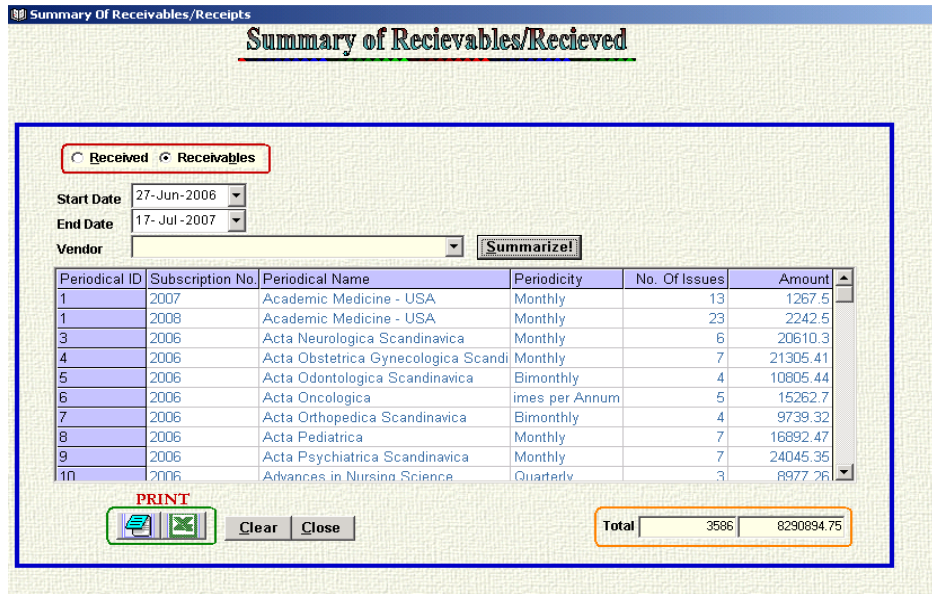 Summary Of Receivables/Receipts
Summary of Recievables/Recieved
Received Receivables
Start Date 27-Jun-2006
End Date 17- Jul -2007
Vendor Summarize!
Periodical ID Subscription No. Periodical Name Periodicity No. Of Issues Amount
1 2007 Academic Medicine - USA Monthly 13 1267.5
1 2008 Academic Medicine - USA Monthly 23 2242.5
3 2006 Acta Neurologica Scandinavica Monthly 6 20610.3
4 2006 Acta Obstetrica Gynecologica Scandi Monthly 7 21305.41
5 2006 Acta Odontologica Scandinavica Bimonthly 4 10805.44
6 2006 Acta Oncologica imes per Annum 5 15262.7
7 2006 Acta Orthopedica Scandinavica Bimonthly 4 9739.32
8 2006 Acta Pediatrica Monthly 7 16892.47
9 2006 Acta Psychiatrica Scandinavica Monthly 7 24045.35
10 2006 Advances in Nursing Science Quarterly 3 8977.26
PRINT
Clear Close Total 3586 8290894.75